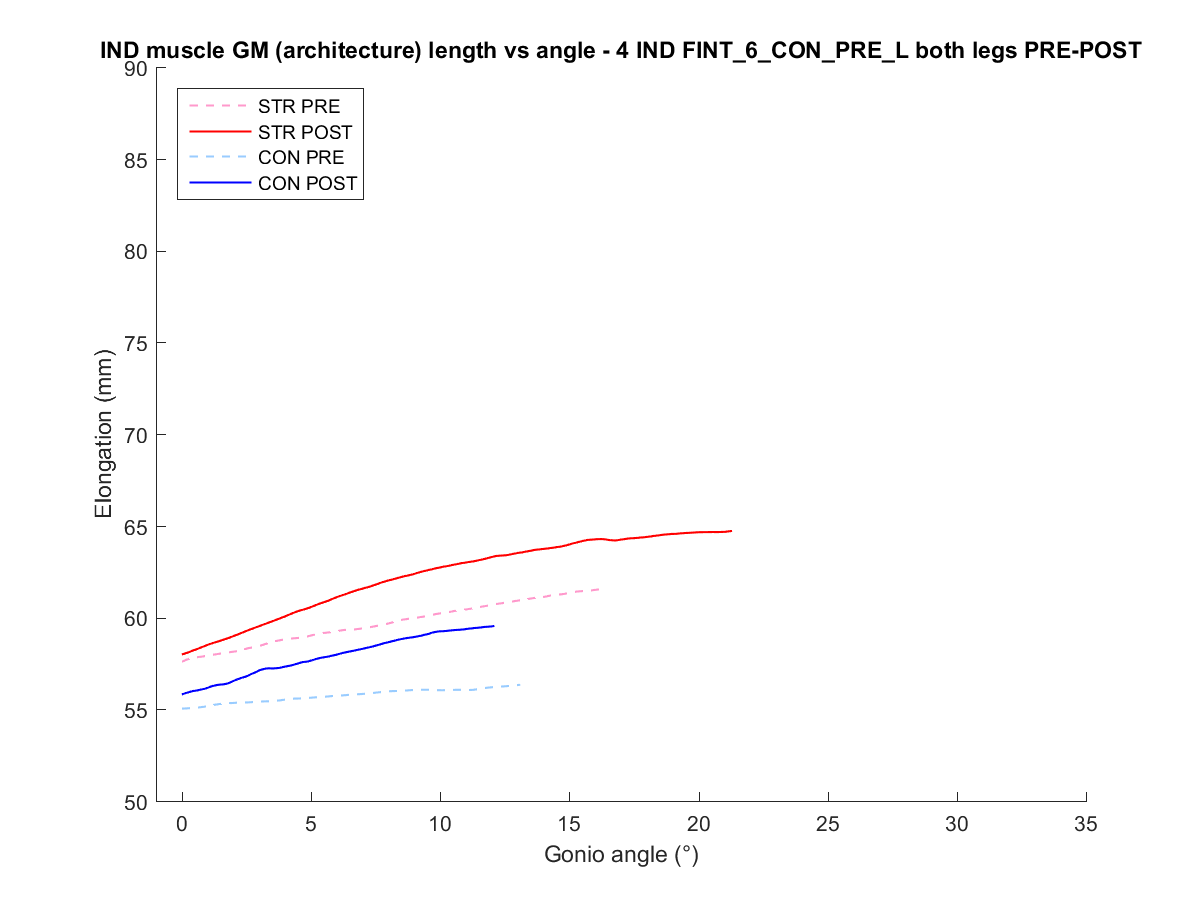 IND muscle GM (architecture) length vs angle - 4 IND FINT_6_CON_PRE_L both legs PRE-POST
STR PRE
STR POST
CON PRE
CON POST
90
85
80
75
70
65
60
55
50
Elongation (mm)
0 5 10 15 20 25 30 35
Gonio angle (°)